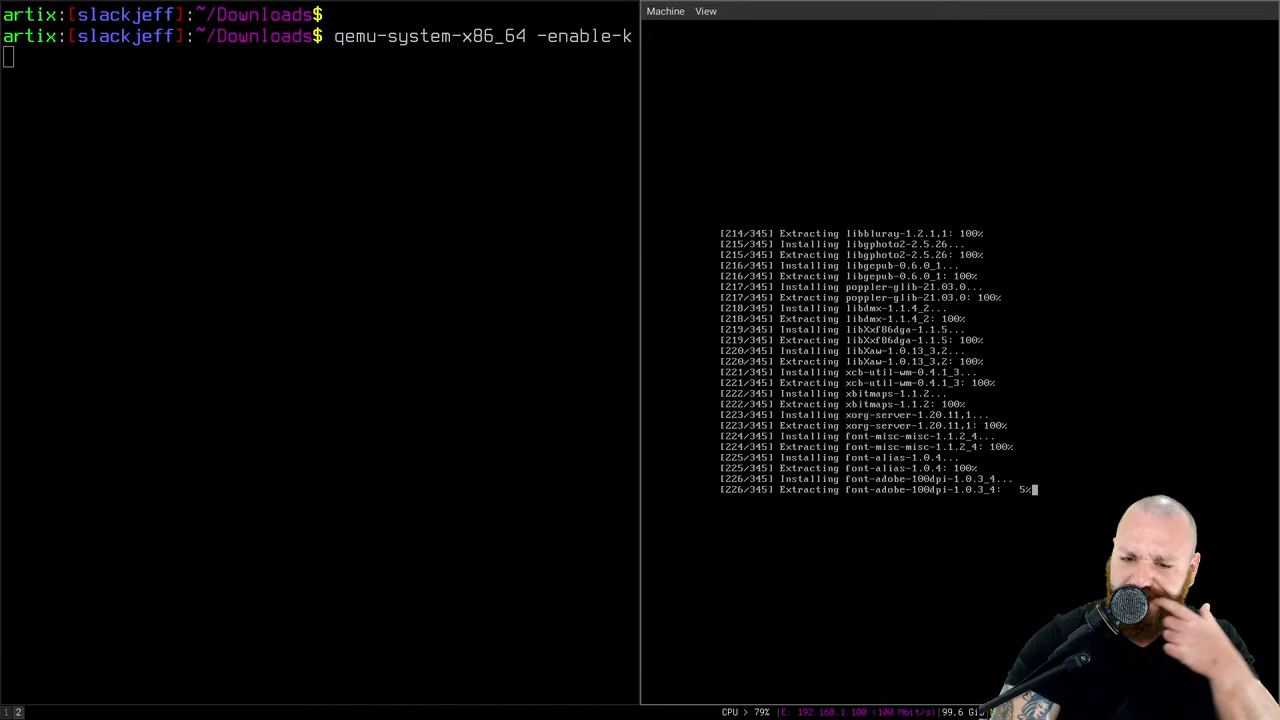 artix:[slackjeff]:~/Downloads$
artix:[slackjeff]:~/Downloads$ qemu-system-x86_64 -enable-k
Machine View
[214/345] Extracting libbluray-1.2.1,1: 100%
[215/345] Installing libgphoto2-2.5.26...
[215/345] Extracting libgphoto2-2.5.26: 100%
[216/345] Installing libgepub-0.6.0_1...
[216/345] Extracting libgepub-0.6.0_1: 100%
[217/345] Installing poppler-glib-21.03.0...
[217/345] Extracting poppler-glib-21.03.0: 100%
[218/345] Installing libdmx-1.1.4_2...
[218/345] Extracting libdmx-1.1.4_2: 100%
[219/345] Installing libXxf86dga-1.1.5...
[219/345] Extracting libXxf86dga-1.1.5: 100%
[220/345] Installing libXaw-1.0.13_3,2...
[220/345] Extracting libXaw-1.0.13_3,2: 100%
[221/345] Installing xcb-util-wm-0.4.1_3...
[221/345] Extracting xcb-util-wm-0.4.1_3: 100%
[222/345] Installing xbitmaps-1.1.2...
[222/345] Extracting xbitmaps-1.1.2: 100%
[223/345] Installing xorg-server-1.20.11,1...
[223/345] Extracting xorg-server-1.20.11,1: 100%
[224/345] Installing font-misc-misc-1.1.2_4...
[224/345] Extracting font-misc-misc-1.1.2_4: 100%
[225/345] Installing font-alias-1.0.4...
[225/345] Extracting font-alias-1.0.4: 100%
[226/345] Installing font-adobe-100dpi-1.0.3_4...
[226/345] Extracting font-adobe-100dpi-1.0.3_4: 5%
1 2
CPU > 79% |E: 192.168.1.100 (100 Mbit/s)|99.6